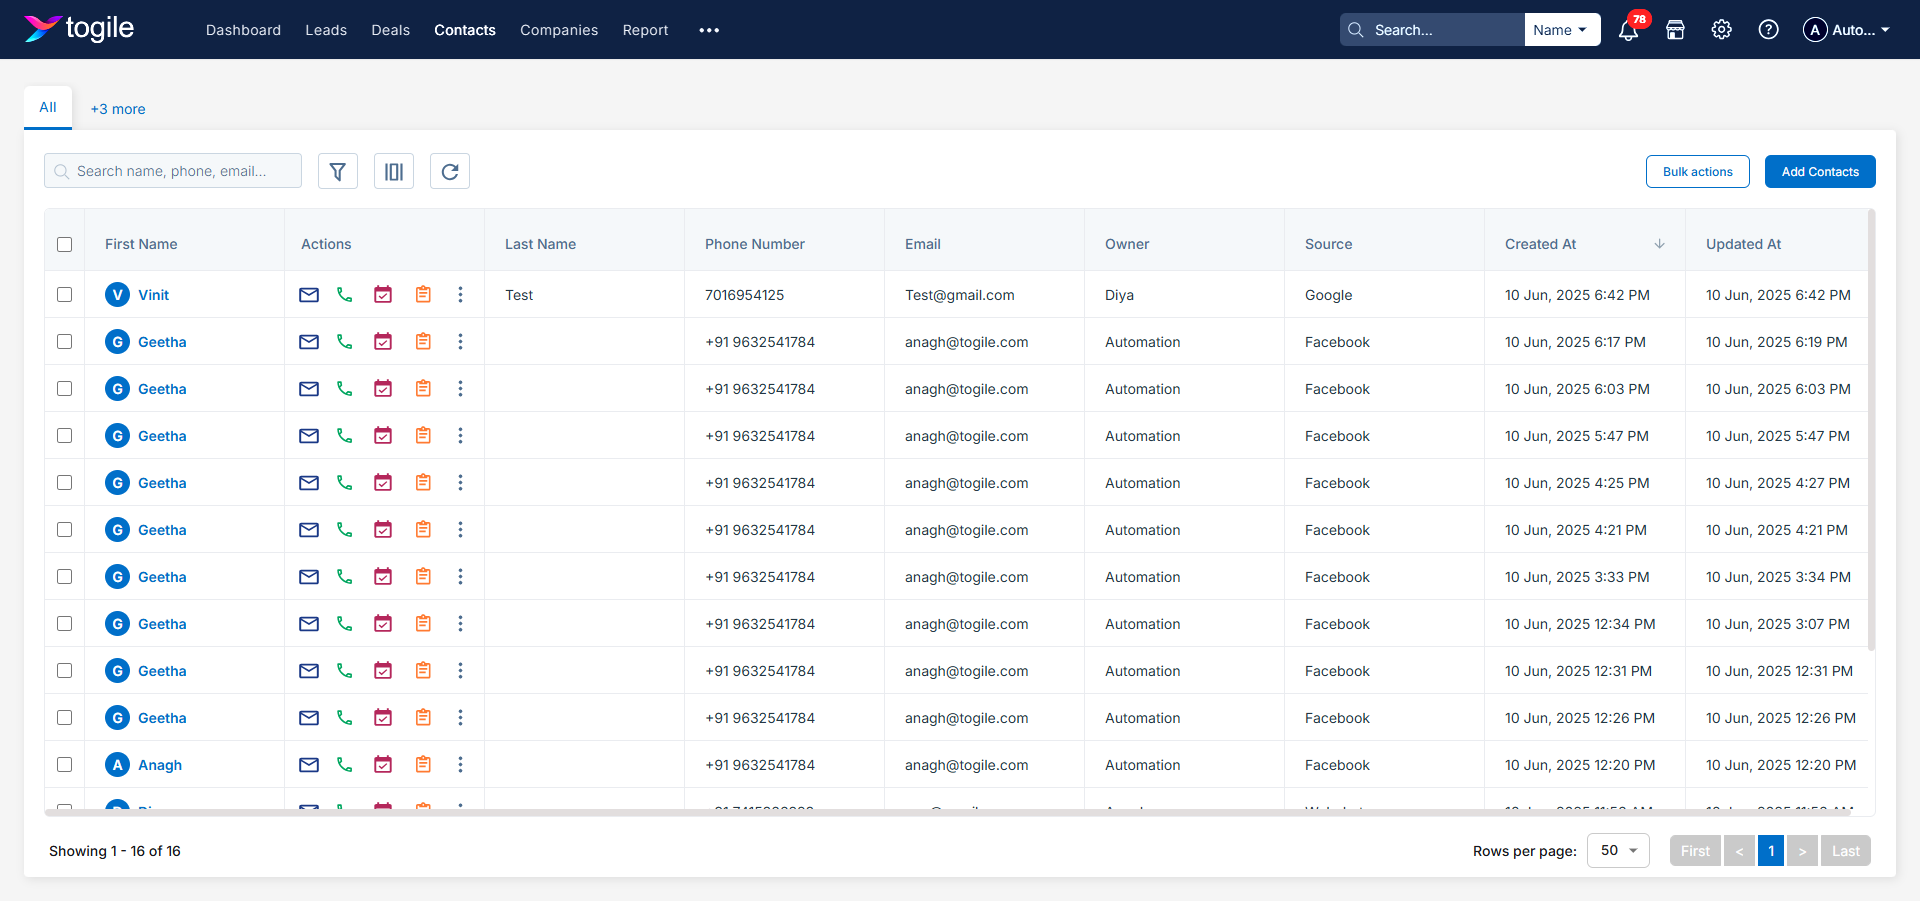 togile Dashboard Leads Deals Contacts Companies Report ••• Search... Name 78 ? A Auto...
All +3 more
Search name, phone, email... Bulk actions Add Contacts
First Name Actions Last Name Phone Number Email Owner Source Created At Updated At
V Vinit Test 7016954125 Test@gmail.com Diya Google 10 Jun, 2025 6:42 PM 10 Jun, 2025 6:42 PM
G Geetha +91 9632541784 anagh@togile.com Automation Facebook 10 Jun, 2025 6:17 PM 10 Jun, 2025 6:19 PM
G Geetha +91 9632541784 anagh@togile.com Automation Facebook 10 Jun, 2025 6:03 PM 10 Jun, 2025 6:03 PM
G Geetha +91 9632541784 anagh@togile.com Automation Facebook 10 Jun, 2025 5:47 PM 10 Jun, 2025 5:47 PM
G Geetha +91 9632541784 anagh@togile.com Automation Facebook 10 Jun, 2025 4:25 PM 10 Jun, 2025 4:27 PM
G Geetha +91 9632541784 anagh@togile.com Automation Facebook 10 Jun, 2025 4:21 PM 10 Jun, 2025 4:21 PM
G Geetha +91 9632541784 anagh@togile.com Automation Facebook 10 Jun, 2025 3:33 PM 10 Jun, 2025 3:34 PM
G Geetha +91 9632541784 anagh@togile.com Automation Facebook 10 Jun, 2025 12:34 PM 10 Jun, 2025 3:07 PM
G Geetha +91 9632541784 anagh@togile.com Automation Facebook 10 Jun, 2025 12:31 PM 10 Jun, 2025 12:31 PM
G Geetha +91 9632541784 anagh@togile.com Automation Facebook 10 Jun, 2025 12:26 PM 10 Jun, 2025 12:26 PM
A Anagh +91 9632541784 anagh@togile.com Automation Facebook 10 Jun, 2025 12:20 PM 10 Jun, 2025 12:20 PM
Showing 1 - 16 of 16 Rows per page: 50 First < 1 > Last